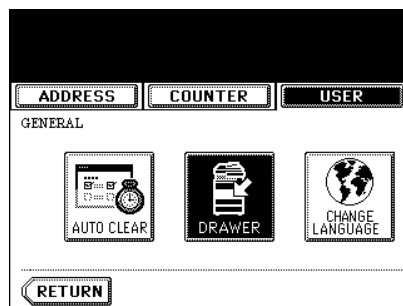 ADDRESS COUNTER USER
GENERAL
AUTO CLEAR DRAWER CHANGE LANGUAGE
RETURN